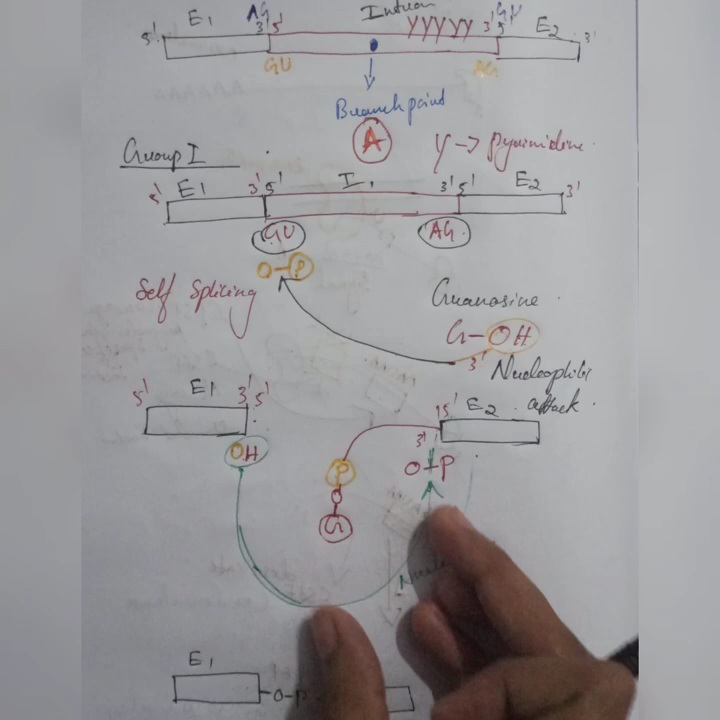 E1 AG 3' 5' Intron YYYYY 3' 5' GU E2
5' 3'
GU AG
Branch point
A Y → pyrimidine.
Group I
5' E1 3' 5' I1 3' 5' E2 3'
GU AG
O-P
Self Splicing Guanosine
G-OH
3'
Nucleophilic
attack
5' E1 3' 5' 5' E2
3'
OH P O-P
O
G
Nucle
E1
O-P